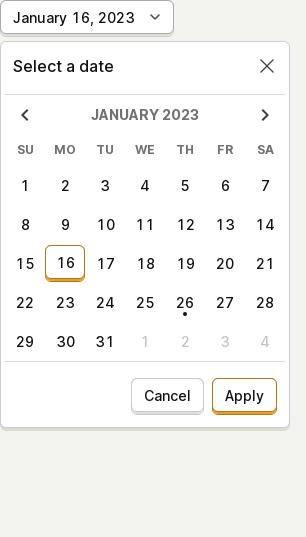 January 16, 2023
Select a date
JANUARY 2023
SU MO TU WE TH FR SA
1 2 3 4 5 6 7
8 9 10 11 12 13 14
15 16 17 18 19 20 21
22 23 24 25 26 27 28
29 30 31 1 2 3 4
Cancel Apply